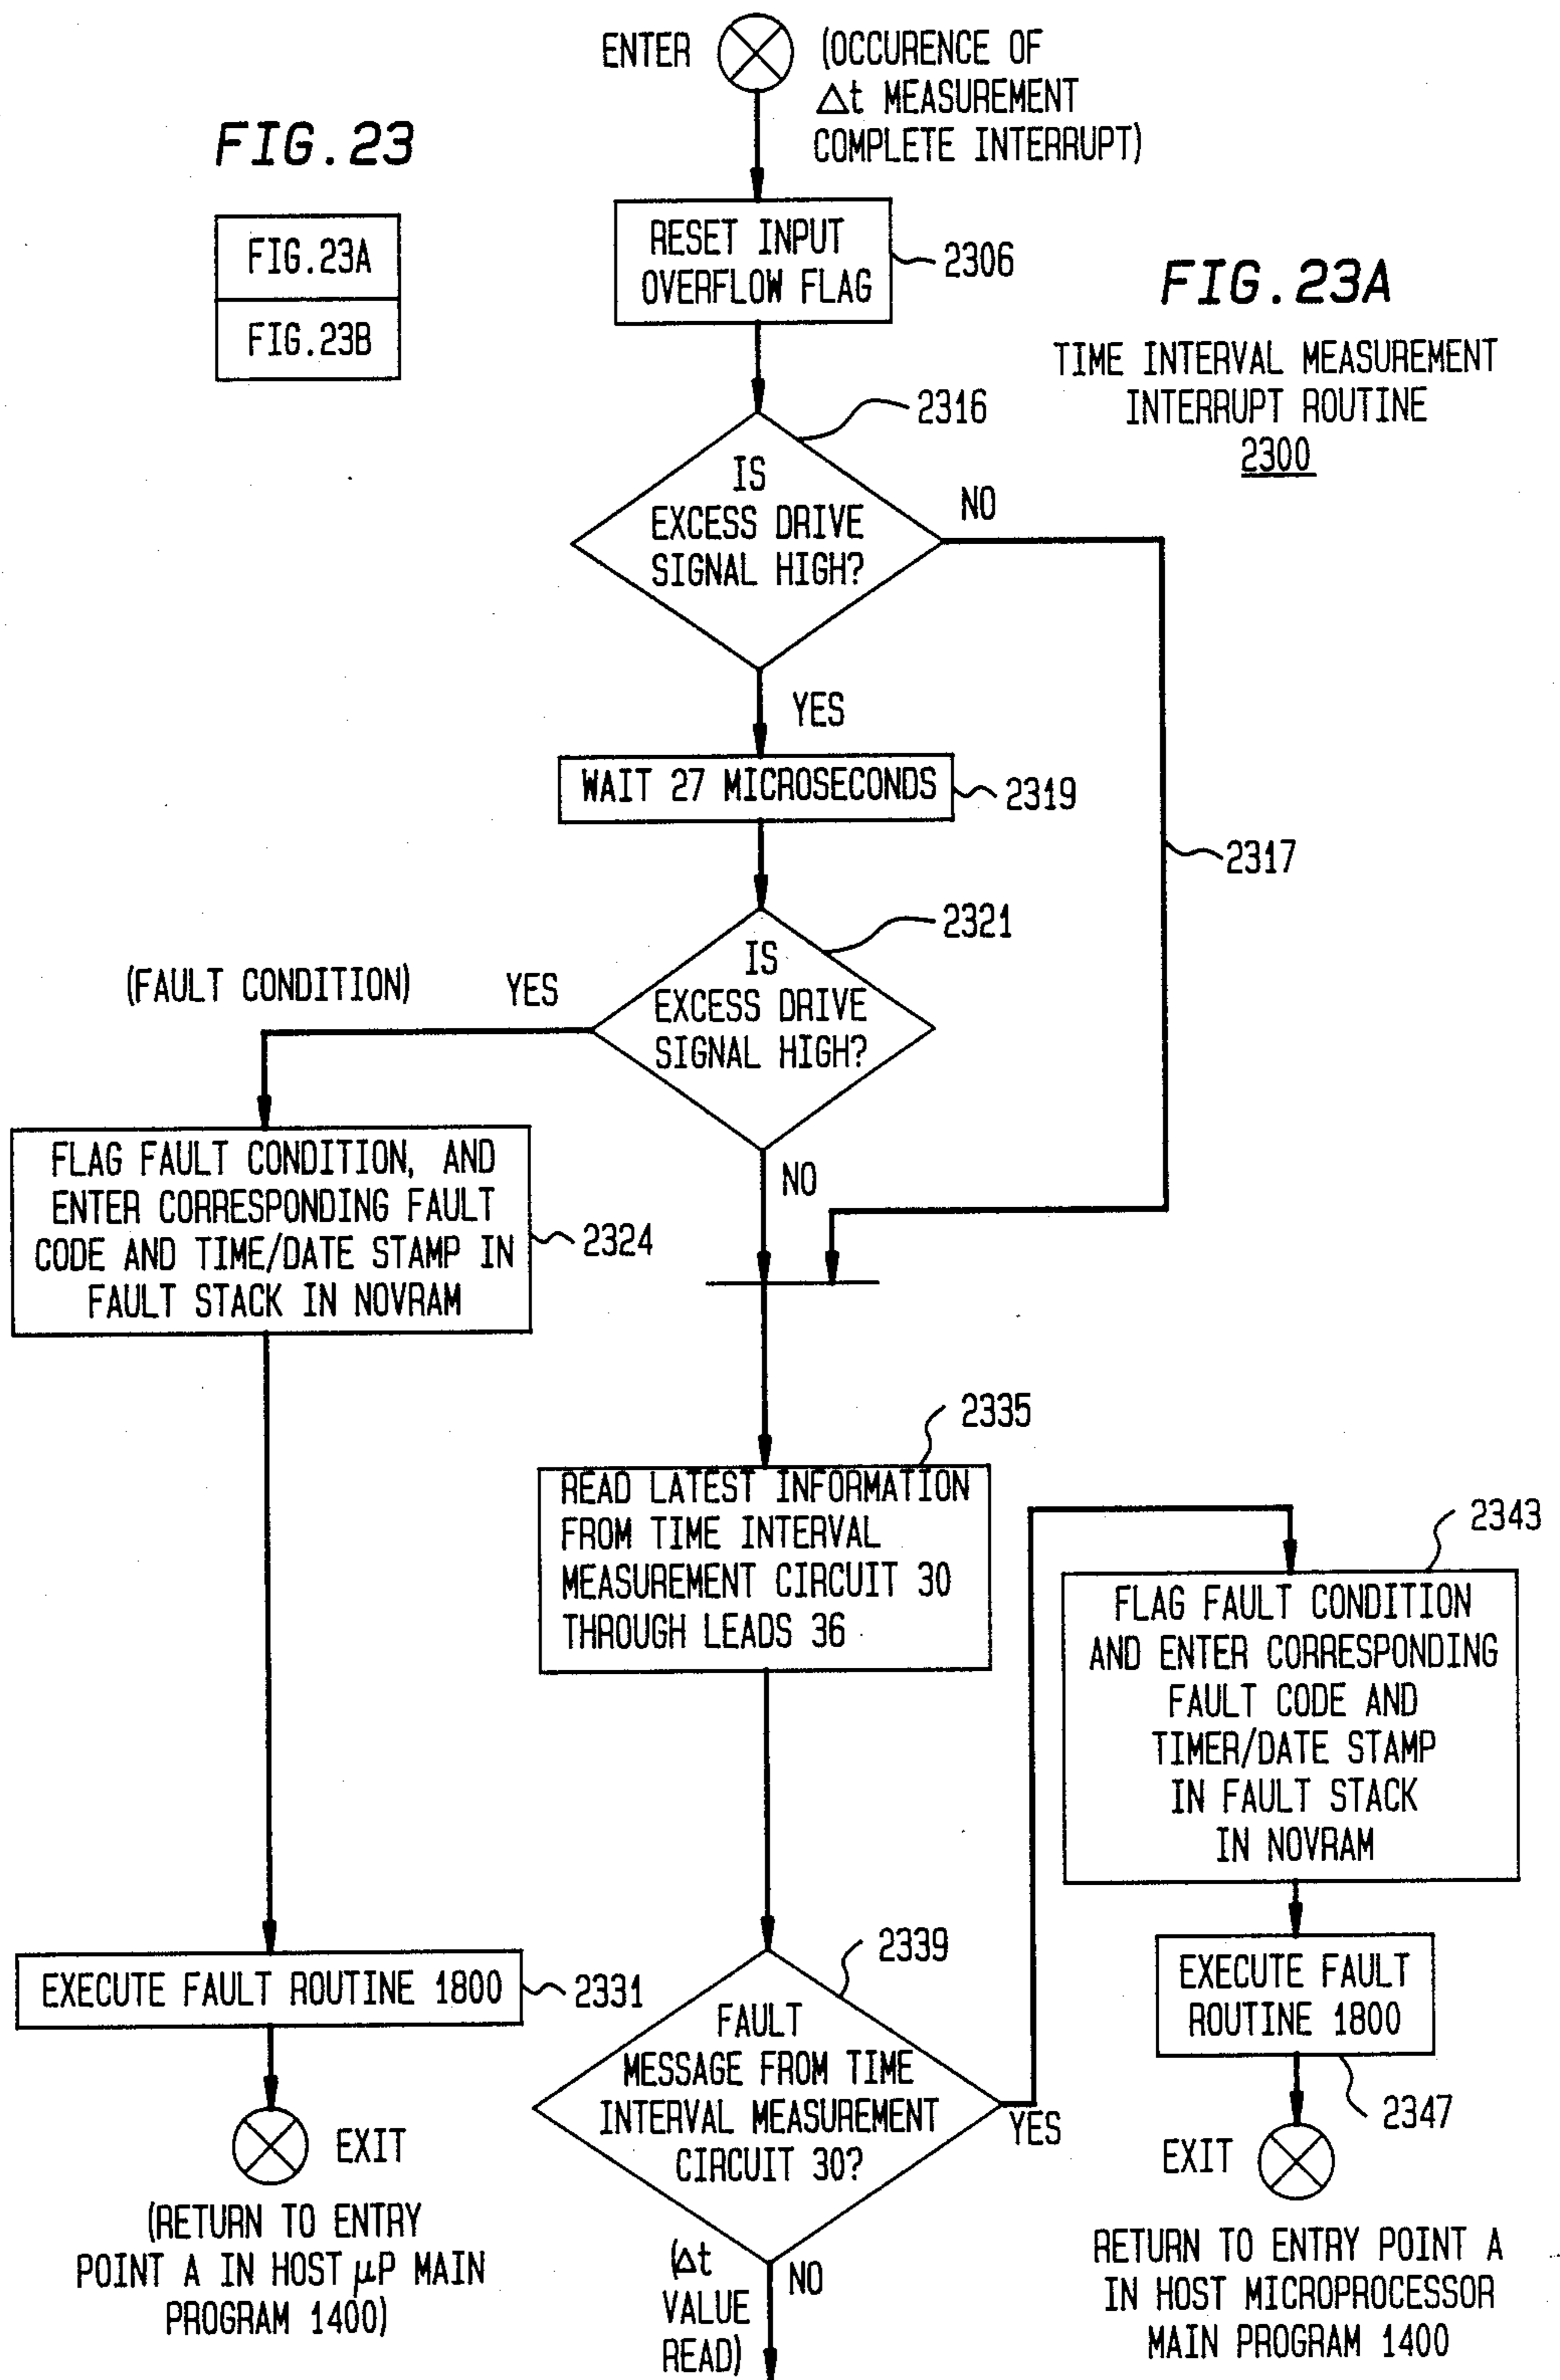 ENTER
(OCCURENCE OF
Δt MEASUREMENT
COMPLETE INTERRUPT)
FIG.23
FIG.23A
FIG.23B
RESET INPUT
OVERFLOW FLAG
2306
FIG.23A
TIME INTERVAL MEASUREMENT
INTERRUPT ROUTINE
2300
2316
IS
EXCESS DRIVE
SIGNAL HIGH?
NO
YES
WAIT 27 MICROSECONDS
2319
2317
2321
IS
EXCESS DRIVE
SIGNAL HIGH?
(FAULT CONDITION)
YES
NO
FLAG FAULT CONDITION, AND
ENTER CORRESPONDING FAULT
CODE AND TIME/DATE STAMP IN
FAULT STACK IN NOVRAM
2324
2335
READ LATEST INFORMATION
FROM TIME INTERVAL
MEASUREMENT CIRCUIT 30
THROUGH LEADS 36
2343
FLAG FAULT CONDITION
AND ENTER CORRESPONDING
FAULT CODE AND
TIMER/DATE STAMP
IN FAULT STACK
IN NOVRAM
EXECUTE FAULT ROUTINE 1800
2331
2339
FAULT
MESSAGE FROM TIME
INTERVAL MEASUREMENT
CIRCUIT 30?
YES
EXECUTE FAULT
ROUTINE 1800
2347
EXIT
(RETURN TO ENTRY
POINT A IN HOST μP MAIN
PROGRAM 1400)
(Δt
VALUE
READ)
NO
EXIT
RETURN TO ENTRY POINT A
IN HOST MICROPROCESSOR
MAIN PROGRAM 1400